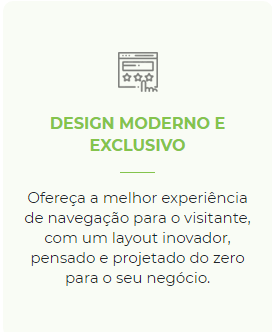 DESIGN MODERNO E
EXCLUSIVO
Ofereça a melhor experiência
de navegação para o visitante,
com um layout inovador,
pensado e projetado do zero
para o seu negócio.